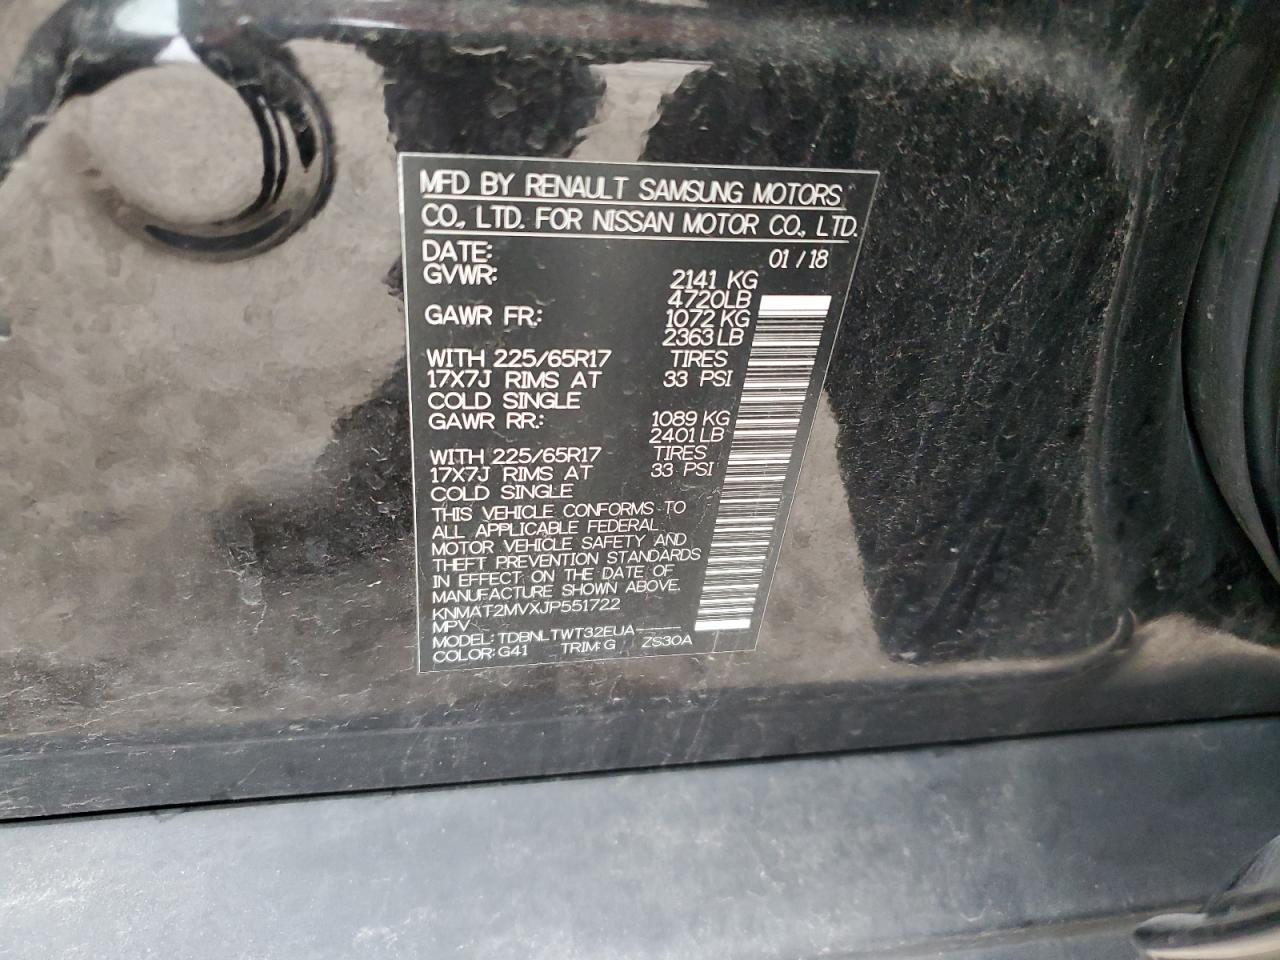 MFD BY RENAULT SAMSUNG MOTORS
CO., LTD. FOR NISSAN MOTOR CO., LTD.
DATE: 01 / 18
GVWR: 2141 KG
4720LB
GAWR FR: 1072 KG
2363LB
WITH 225/65R17 TIRES
17X7J RIMS AT 33 PSI
COLD SINGLE
GAWR RR: 1089 KG
2401LB
WITH 225/65R17 TIRES
17X7J RIMS AT 33 PSI
COLD SINGLE
THIS VEHICLE CONFORMS TO
ALL APPLICABLE FEDERAL
MOTOR VEHICLE SAFETY AND
THEFT PREVENTION STANDARDS
IN EFFECT ON THE DATE OF
MANUFACTURE SHOWN ABOVE.
KNMAT2MVXJP551722
MPV
MODEL: TDBNLTWT32EUA-----
COLOR: G41 TRIM: G ZS30A